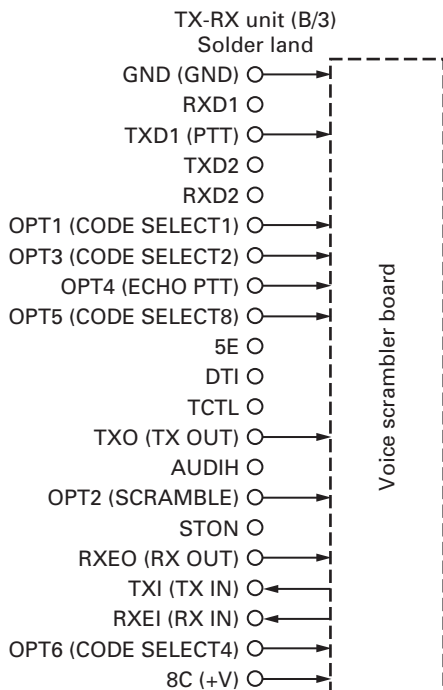 TX-RX unit (B/3)
Solder land
GND (GND)
RXD1
TXD1 (PTT)
TXD2
RXD2
OPT1 (CODE SELECT1)
OPT3 (CODE SELECT2)
OPT4 (ECHO PTT)
OPT5 (CODE SELECT8)
5E
DTI
TCTL
TXO (TX OUT)
AUDIH
OPT2 (SCRAMBLE)
STON
RXEO (RX OUT)
TXI (TX IN)
RXEI (RX IN)
OPT6 (CODE SELECT4)
8C (+V)
Voice scrambler board